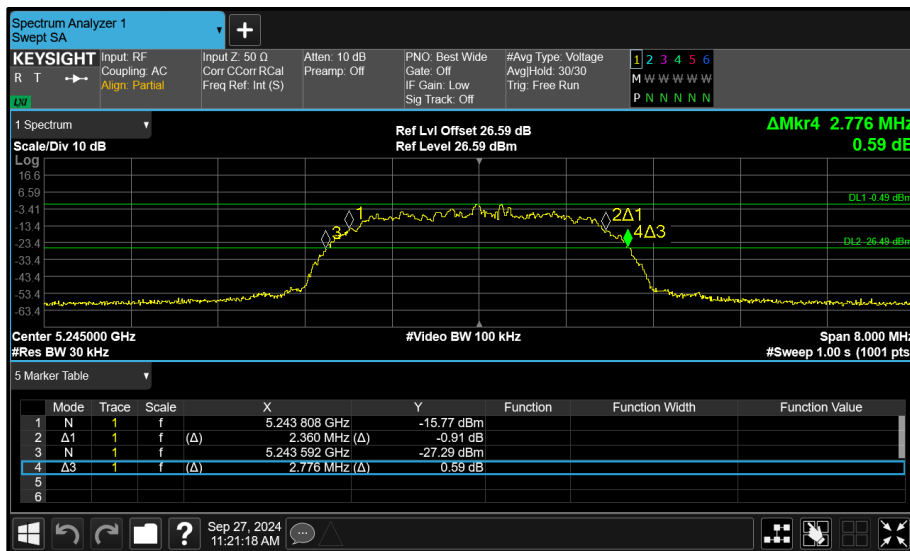 Spectrum Analyzer 1
Swept SA
+
KEYSIGHT Input: RF Input Z: 50 Ω Atten: 10 dB PNO: Best Wide #Avg Type: Voltage 1 2 3 4 5 6
R T Coupling: AC Corr CCorr RCal Preamp: Off Gate: Off Avg|Hold: 30/30 M W W W W W
Align: Partial Freq Ref: Int (S) IF Gain: Low Trig: Free Run
LXI Sig Track: Off P N N N N N
1 Spectrum
Scale/Div 10 dB
Ref Lvl Offset 26.59 dB
Ref Level 26.59 dBm
ΔMkr4 2.776 MHz
0.59 dB
Log
16.6
6.59
-3.41
-13.4
-23.4
-33.4
-43.4
-53.4
-63.4
DL1 -0.49 dBm
1
2Δ1
3
4Δ3
DL2 -26.49 dBm
Center 5.245000 GHz #Video BW 100 kHz Span 8.000 MHz
#Res BW 30 kHz #Sweep 1.00 s (1001 pts
5 Marker Table
Mode Trace Scale X Y Function Function Width Function Value
1 N 1 f 5.243 808 GHz -15.77 dBm
2 Δ1 1 f (Δ) 2.360 MHz (Δ) -0.91 dB
3 N 1 f 5.243 592 GHz -27.29 dBm
4 Δ3 1 f (Δ) 2.776 MHz (Δ) 0.59 dB
5
6
? Sep 27, 2024
11:21:18 AM